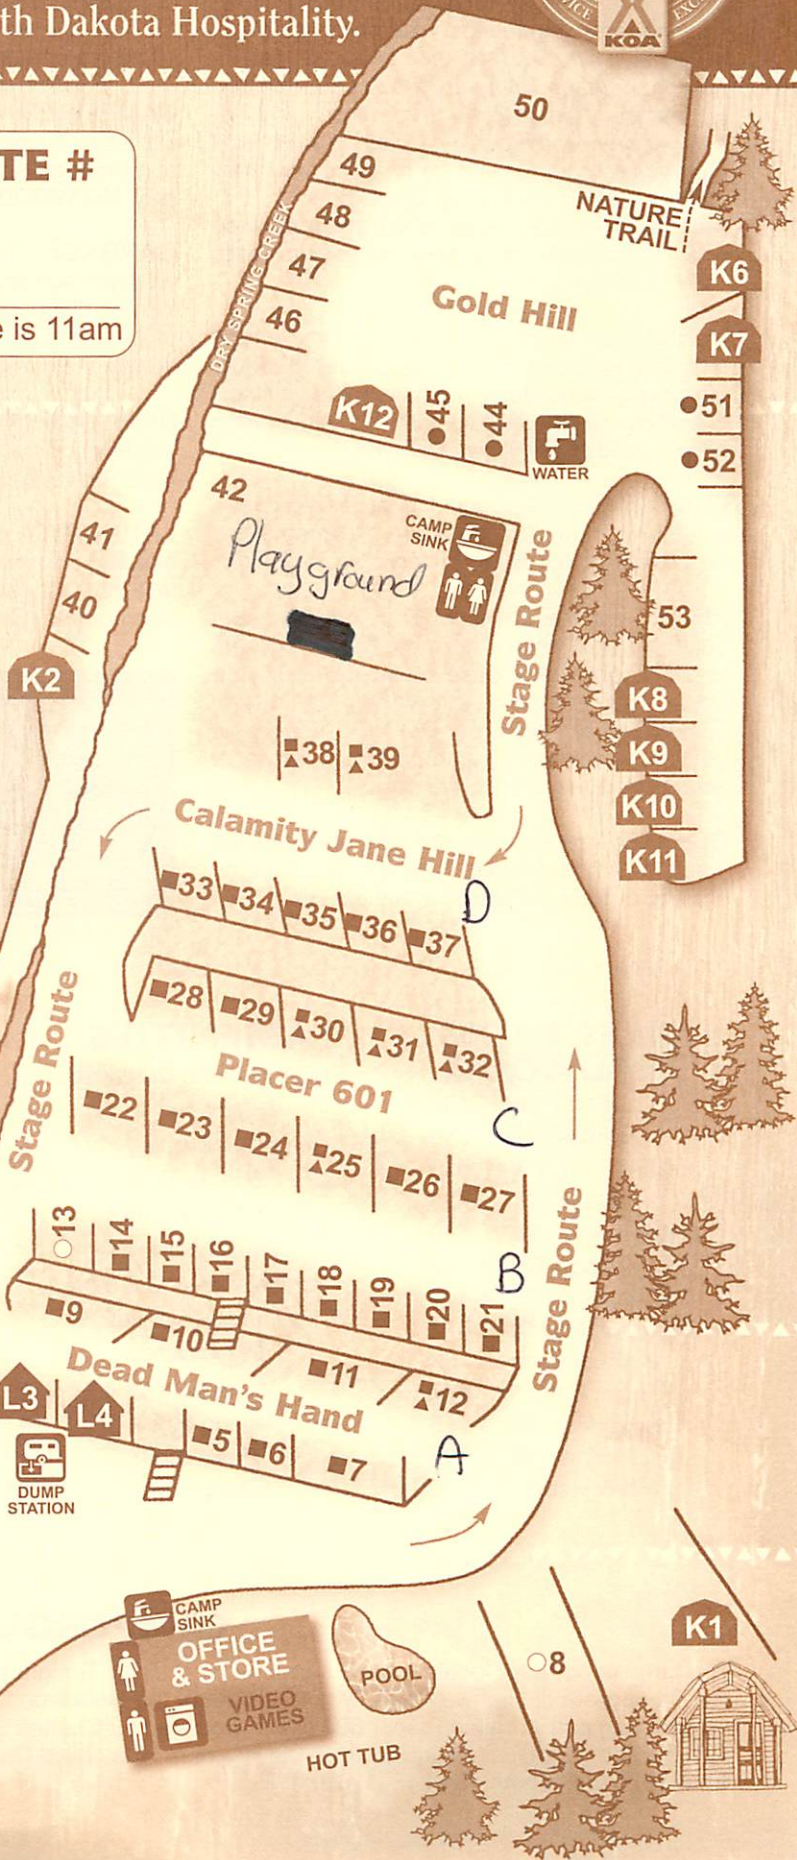 th Dakota Hospitality.
VICE
EXC
KOA
TE #
e is 11am
50
49
48
47
46
DRY SPRING CREEK
NATURE
TRAIL
Gold Hill
K6
K7
51
52
K12
45
44
WATER
42
CAMP
SINK
Playground
41
40
K2
Stage Route
53
K8
K9
K10
K11
38
39
Calamity Jane Hill
D
33
34
35
36
37
28
29
30
31
32
Stage Route
Placer 601
C
22
23
24
25
26
27
13
14
15
16
17
18
19
20
21
B
Stage Route
9
10
11
12
Dead Man's Hand
L3
L4
5
6
7
A
DUMP
STATION
CAMP
SINK
OFFICE
& STORE
VIDEO
GAMES
POOL
HOT TUB
8
K1